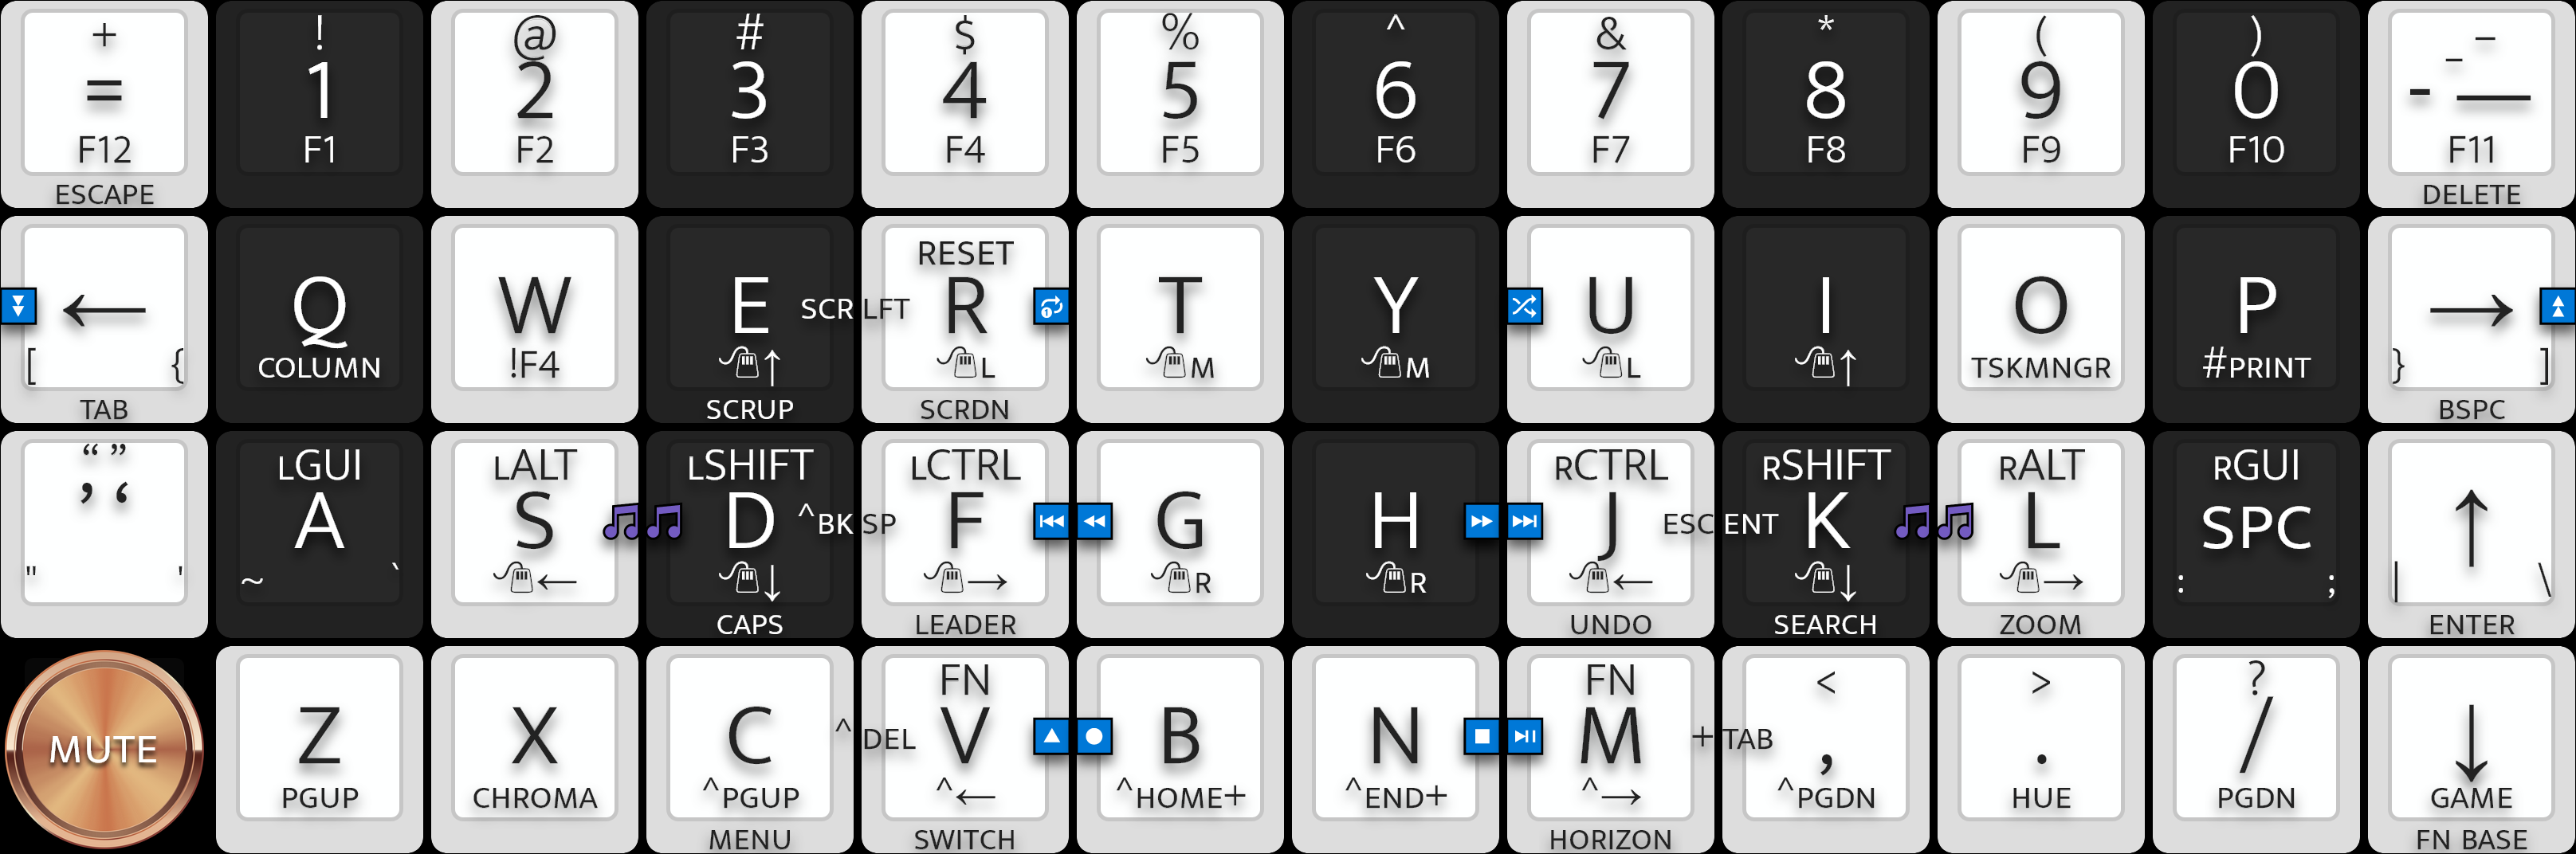 + ! @ # $ % ^ & * ( ) – –
= 1 2 3 4 5 6 7 8 9 0 - —
F12 F1 F2 F3 F4 F5 F6 F7 F8 F9 F10 F11
ESCAPE DELETE
RESET
← Q W E SCR LFT R T Y U I O P →
[ { COLUMN !F4 ↑ L M M L ↑ TSKMNGR #PRINT } ]
TAB SCRUP SCRDN BSPC
“ ” LGUI LALT LSHIFT LCTRL RCTRL RSHIFT RALT RGUI
’ ‘ A S D ^BK SP F G H J ESC ENT K L SPC ↑
" ' ~ ` ← ↓ → R R ← ↓ → : ; | \
CAPS LEADER UNDO SEARCH ZOOM ENTER
FN FN < > ?
MUTE Z X C ^ DEL V B N M + TAB , . / ↓
PGUP CHROMA ^PGUP ^← ^HOME+ ^END+ ^→ ^PGDN HUE PGDN GAME
MENU SWITCH HORIZON FN BASE